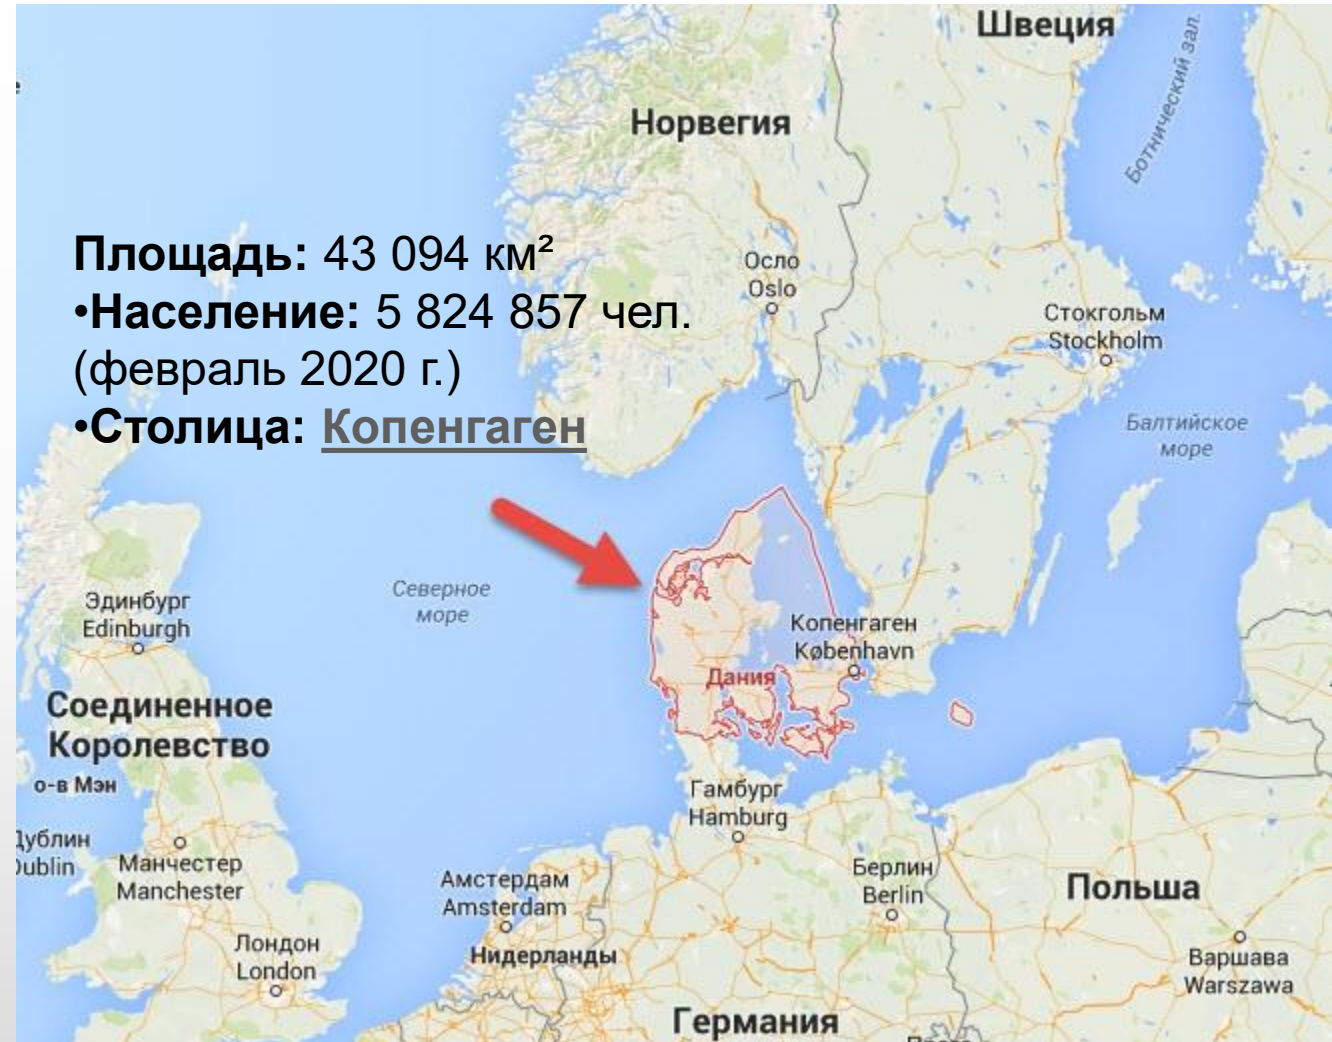 Швеция
Ботнический зал.
Норвегия
Площадь: 43 094 км²
•Население: 5 824 857 чел.
(февраль 2020 г.)
•Столица: Копенгаген
Осло
Oslo
Стокгольм
Stockholm
Балтийское
море
Северное
море
Эдинбург
Edinburgh
Копенгаген
København
Дания
Соединенное
Королевство
о-в Мэн
Гамбург
Hamburg
Дублин
Dublin
Манчестер
Manchester
Амстердам
Amsterdam
Берлин
Berlin
Польша
Лондон
London
Нидерланды
Варшава
Warszawa
Германия